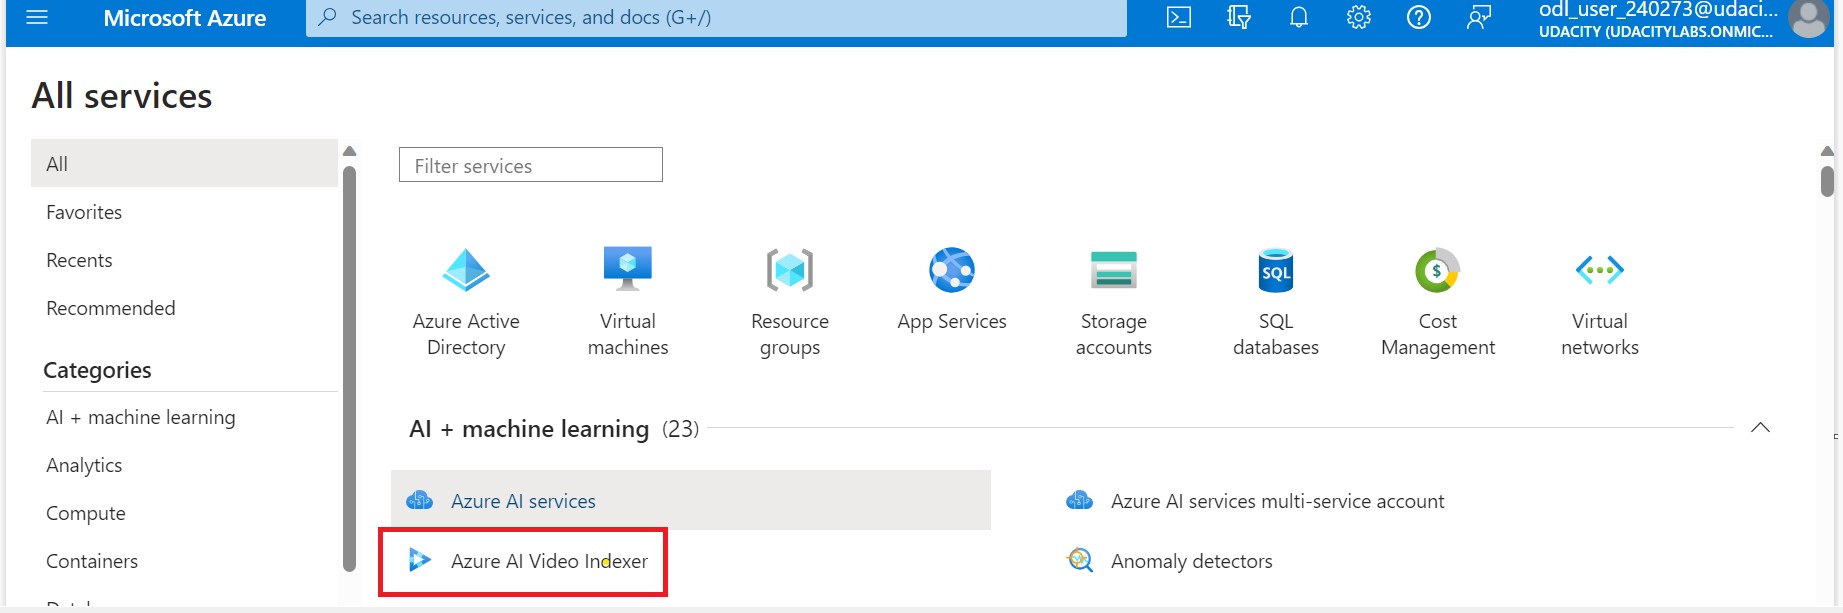 Microsoft Azure
Search resources, services, and docs (G+/)
odl_user_240273@udaci...
UDACITY (UDACITYLABS.ONMIC...
All services
All
Favorites
Recents
Recommended
Categories
AI + machine learning
Analytics
Compute
Containers
Filter services
Azure Active
Directory
Virtual
machines
Resource
groups
App Services
Storage
accounts
SQL
SQL
databases
$
Cost
Management
Virtual
networks
AI + machine learning (23)
Azure AI services
Azure AI services multi-service account
Azure AI Video Indexer
Anomaly detectors